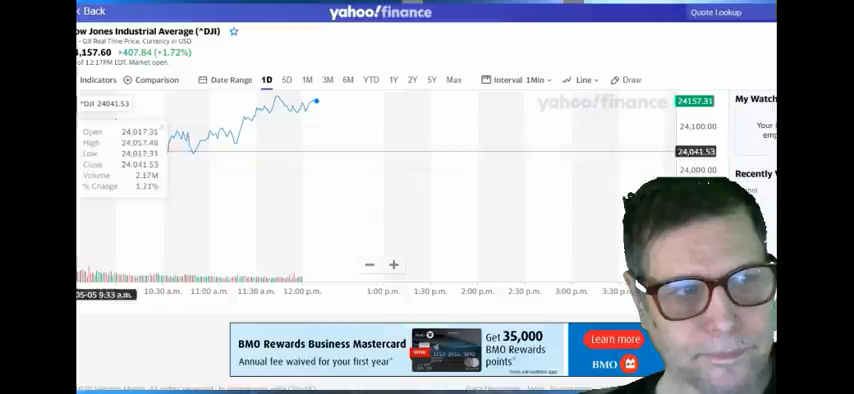 Back
yahoo!finance
Quote Lookup
ow Jones Industrial Average (^DJI)
- DJI Real Time Price, Currency in USD
,157.60 +407.84 (+1.72%)
of 12:17PM EDT. Market open.
Indicators Comparison Date Range 1D 5D 1M 3M 6M YTD 1Y 2Y 5Y Max Interval 1Min Line Draw
^DJI 24041.53
yahoo!finance
24157.31
My Watch
24,100.00
Your
emp
Open 24,017.31
High 24,057.48
Low 24,012.31
Close 24,041.53
Volume 2.17M
% Change 1.21%
24,041.53
24,000.00
Recently V
05-05 9:33 a.m.
10:30 a.m. 11:00 a.m. 11:30 a.m. 12:00 p.m. 1:00 p.m. 1:30 p.m. 2:00 p.m. 2:30 p.m. 3:00 p.m. 3:30 p.m.
BMO Rewards Business Mastercard
Annual fee waived for your first year*
Get 35,000
BMO Rewards
points*
Learn more
BMO